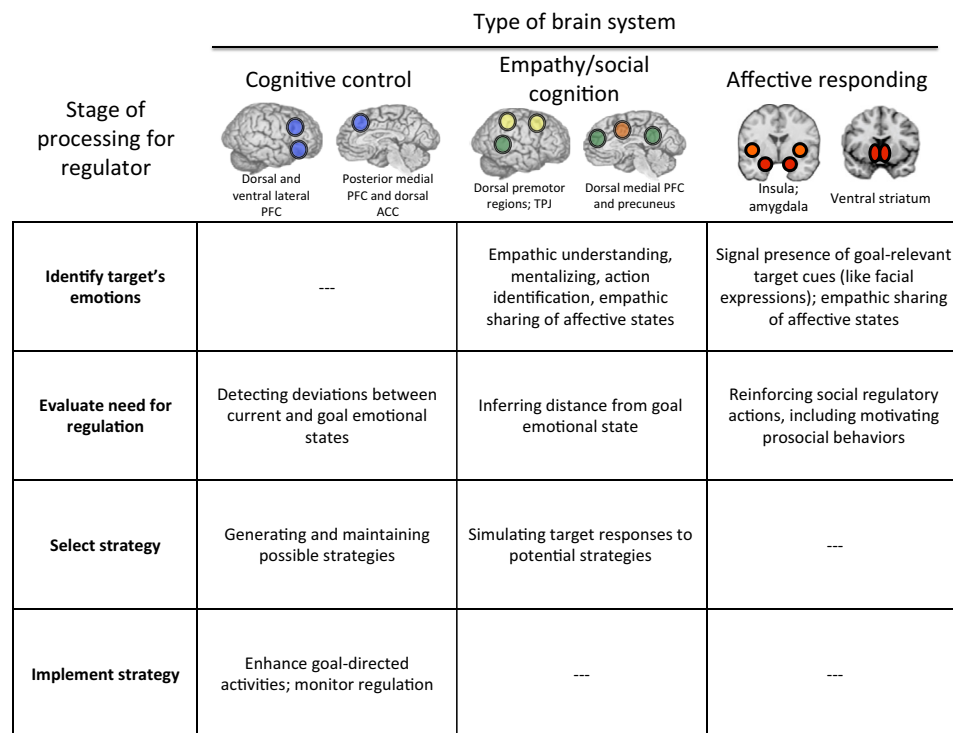 Type of brain system
Stage of
processing for
regulator
Cognitive control
Empathy/social
cognition
Affective responding
Dorsal and
ventral lateral
PFC
Posterior medial
PFC and dorsal
ACC
Dorsal premotor
regions; TPJ
Dorsal medial PFC
and precuneus
Insula;
amygdala
Ventral striatum
Identify target's
emotions
---
Empathic understanding,
mentalizing, action
identification, empathic
sharing of affective states
Signal presence of goal-relevant
target cues (like facial
expressions); empathic sharing
of affective states
Evaluate need for
regulation
Detecting deviations between
current and goal emotional
states
Inferring distance from goal
emotional state
Reinforcing social regulatory
actions, including motivating
prosocial behaviors
Select strategy
Generating and maintaining
possible strategies
Simulating target responses to
potential strategies
---
Implement strategy
Enhance goal-directed
activities; monitor regulation
---
---